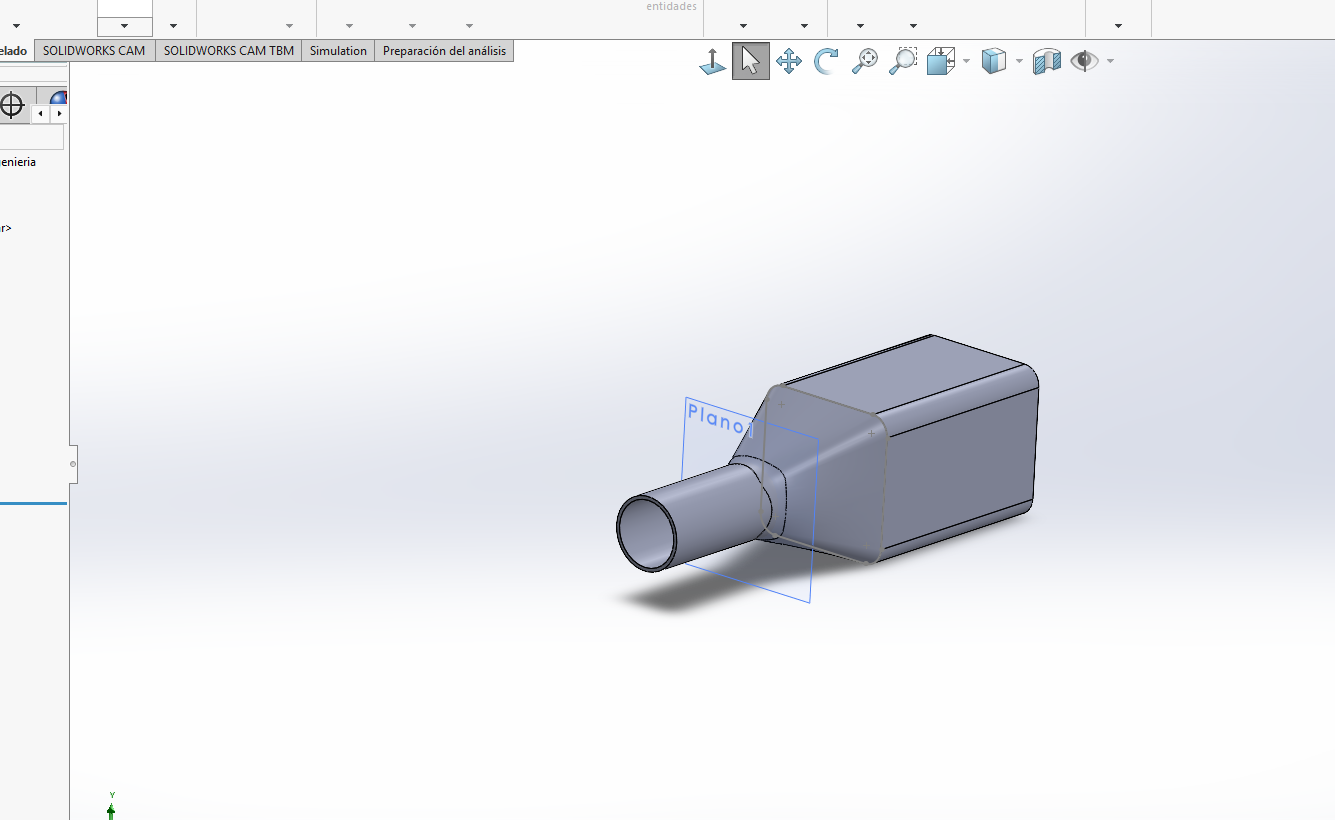 entidades
elado SOLIDWORKS CAM SOLIDWORKS CAM TBM Simulation Preparación del análisis
enieria
r>
Plano1
Y